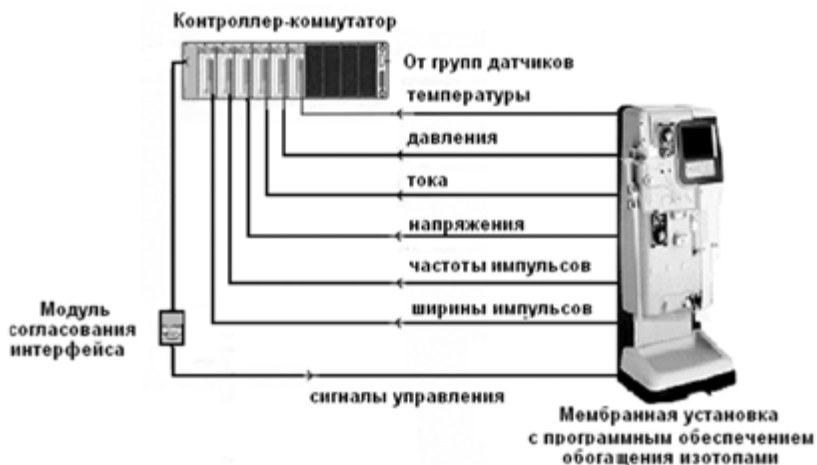 Контроллер-коммутатор
От групп датчиков
температуры
давления
тока
напряжения
частоты импульсов
ширины импульсов
Модуль
согласования
интерфейса
сигналы управления
Мембранная установка
с программным обеспечением
обогащения изотопами